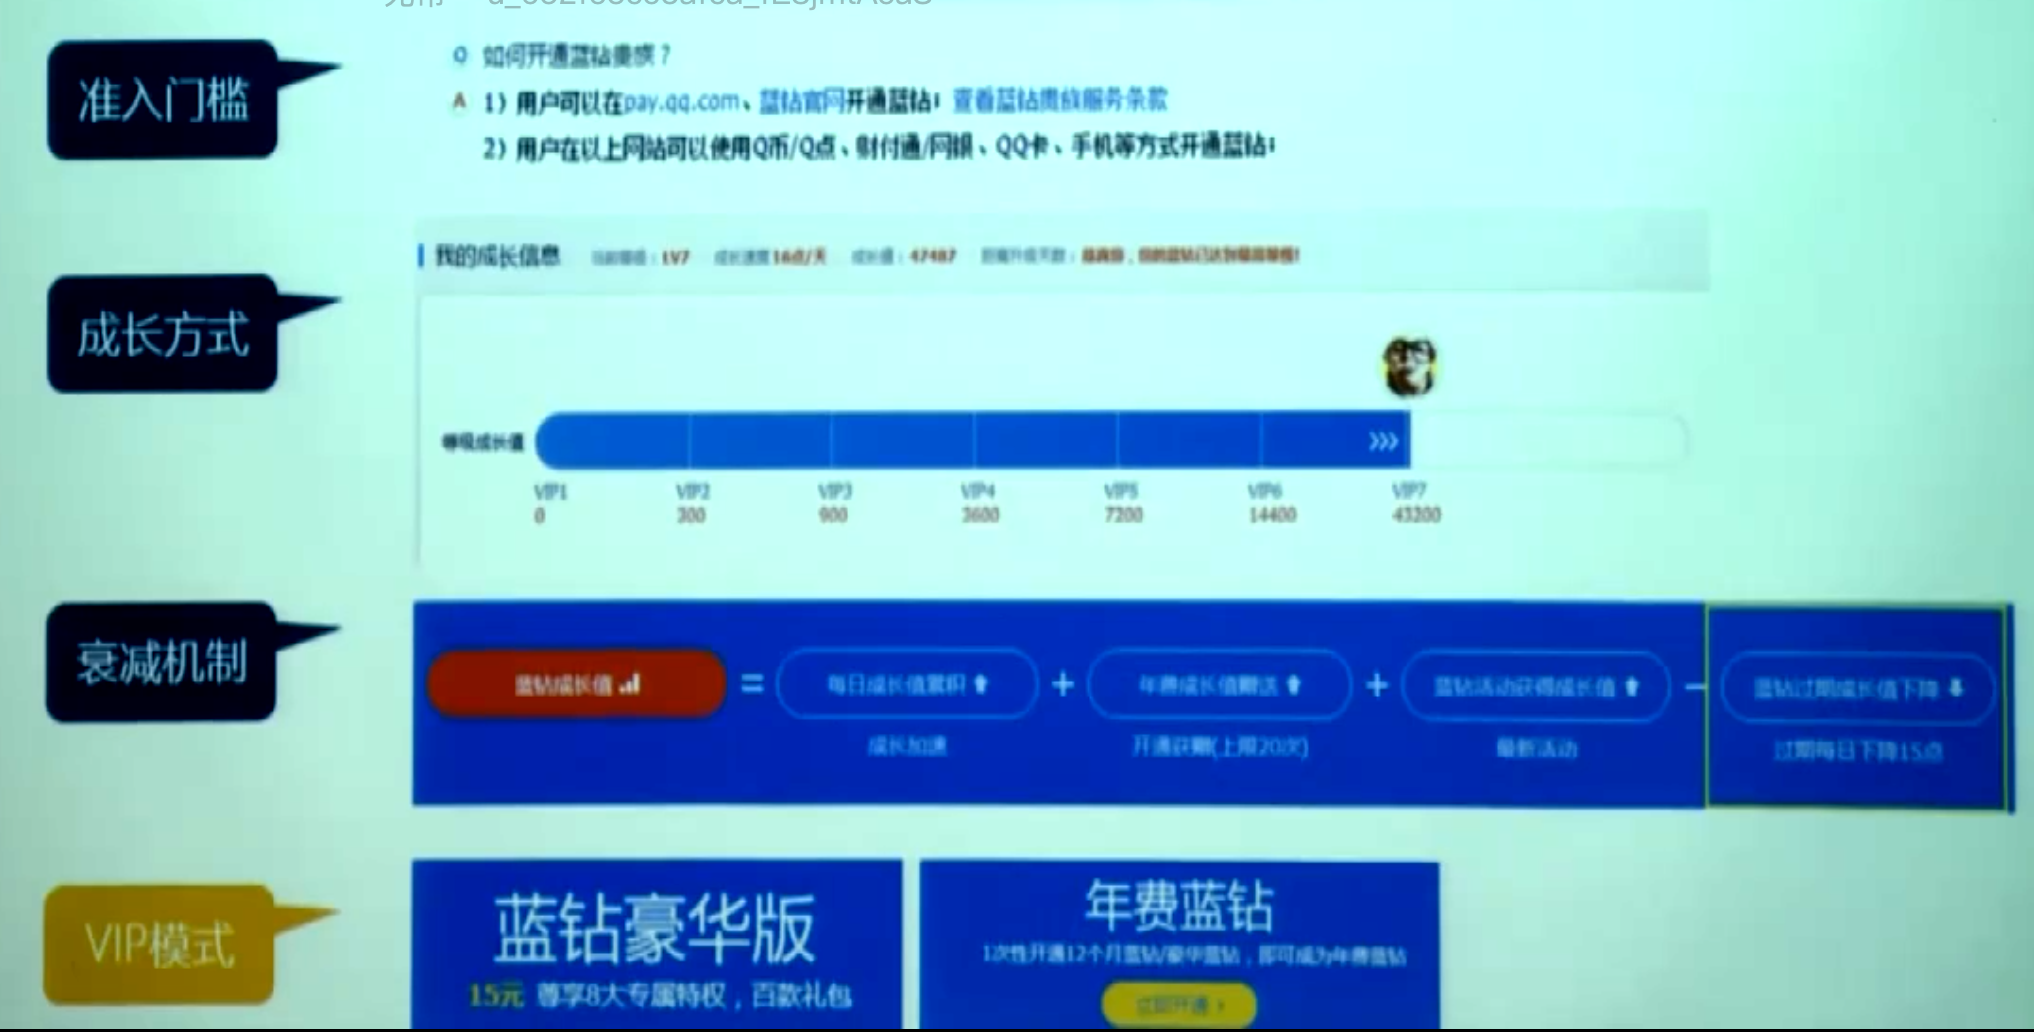 准入门槛
Q 如何开通蓝钻贵族？
A 1）用户可以在pay.qq.com、蓝钻官网开通蓝钻；查看蓝钻贵族服务条款
2）用户在以上网站可以使用Q币/Q点、财付通/网银、QQ卡、手机等方式开通蓝钻；
成长方式
我的成长信息 当前等级：LV7 成长速度16点/天 成长值：47487
等级成长值
VIP1 VIP2 VIP3 VIP4 VIP5 VIP6 VIP7
0 300 900 3600 7200 14400 43200
衰减机制
蓝钻成长值 = 每日成长值累积 + 年费成长值赠送 + 蓝钻活动获得成长值 - 蓝钻过期成长值下降
成长加速 开通获赠(上限20次) 最新活动 过期每日下降15点
VIP模式
蓝钻豪华版
15元 尊享8大专属特权，百款礼包
年费蓝钻
1次性开通12个月蓝钻/豪华蓝钻，即可成为年费蓝钻
立即开通 ›